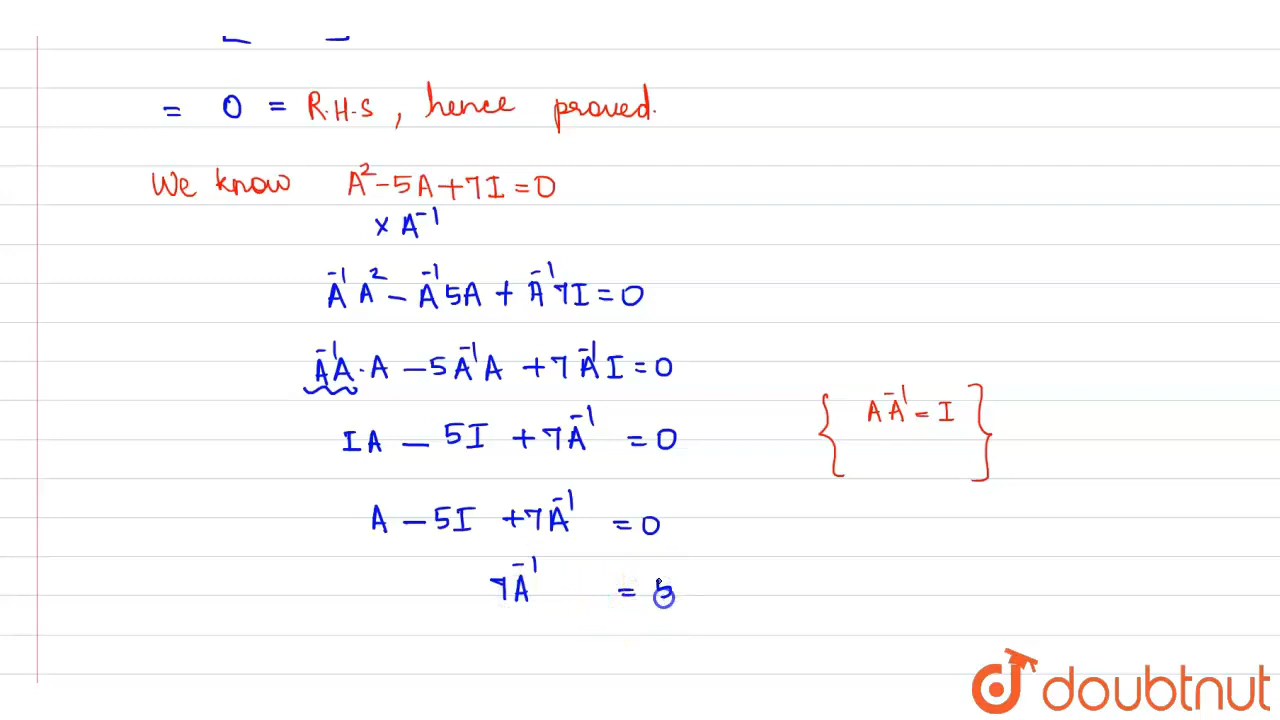 = 0 = R.H.S, hence proved.
We know A²-5A+7I=0
× A⁻¹
A⁻¹A² - A⁻¹5A + A⁻¹7I=0
A⁻¹A·A - 5A⁻¹A + 7A⁻¹I=0
{ AA⁻¹ = I }
IA - 5I + 7A⁻¹ = 0
A - 5I + 7A⁻¹ = 0
7A⁻¹ = 5
doubtnut